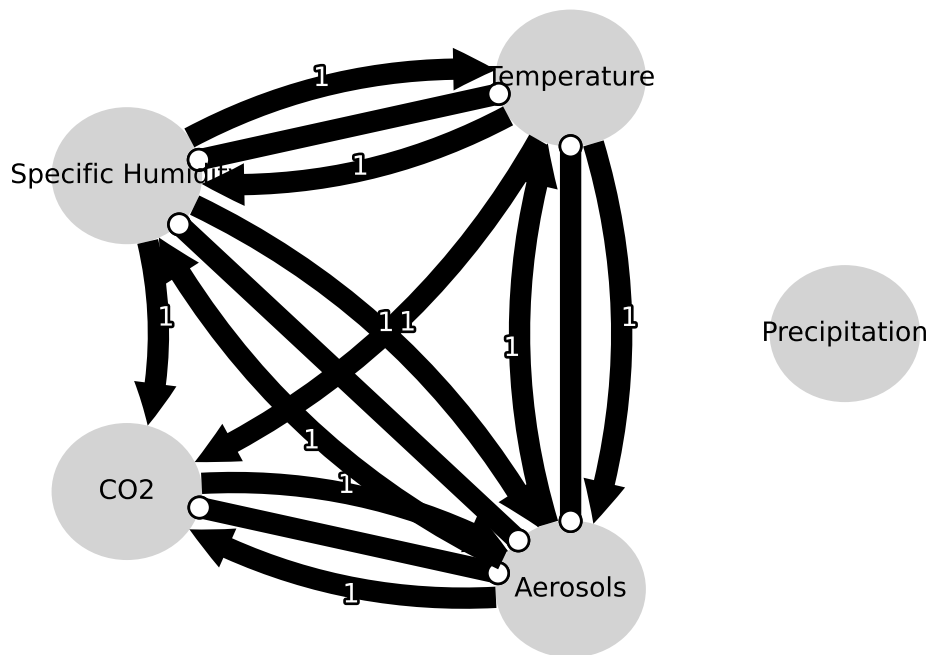 Temperature
1
1
Specific Humidity
1
1 1
1
1
Precipitation
1
1
CO2
1
Aerosols
1